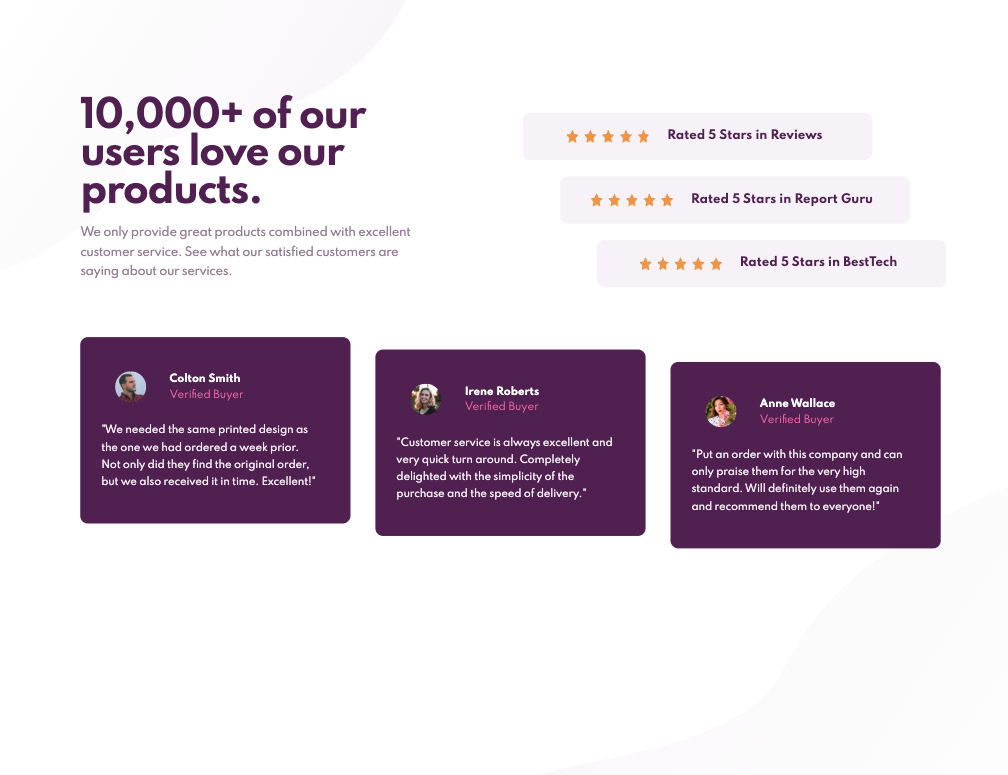 10,000+ of our
users love our
products.
We only provide great products combined with excellent
customer service. See what our satisfied customers are
saying about our services.
Rated 5 Stars in Reviews
Rated 5 Stars in Report Guru
Rated 5 Stars in BestTech
Colton Smith
Verified Buyer
"We needed the same printed design as
the one we had ordered a week prior.
Not only did they find the original order,
but we also received it in time. Excellent!"
Irene Roberts
Verified Buyer
"Customer service is always excellent and
very quick turn around. Completely
delighted with the simplicity of the
purchase and the speed of delivery."
Anne Wallace
Verified Buyer
"Put an order with this company and can
only praise them for the very high
standard. Will definitely use them again
and recommend them to everyone!"